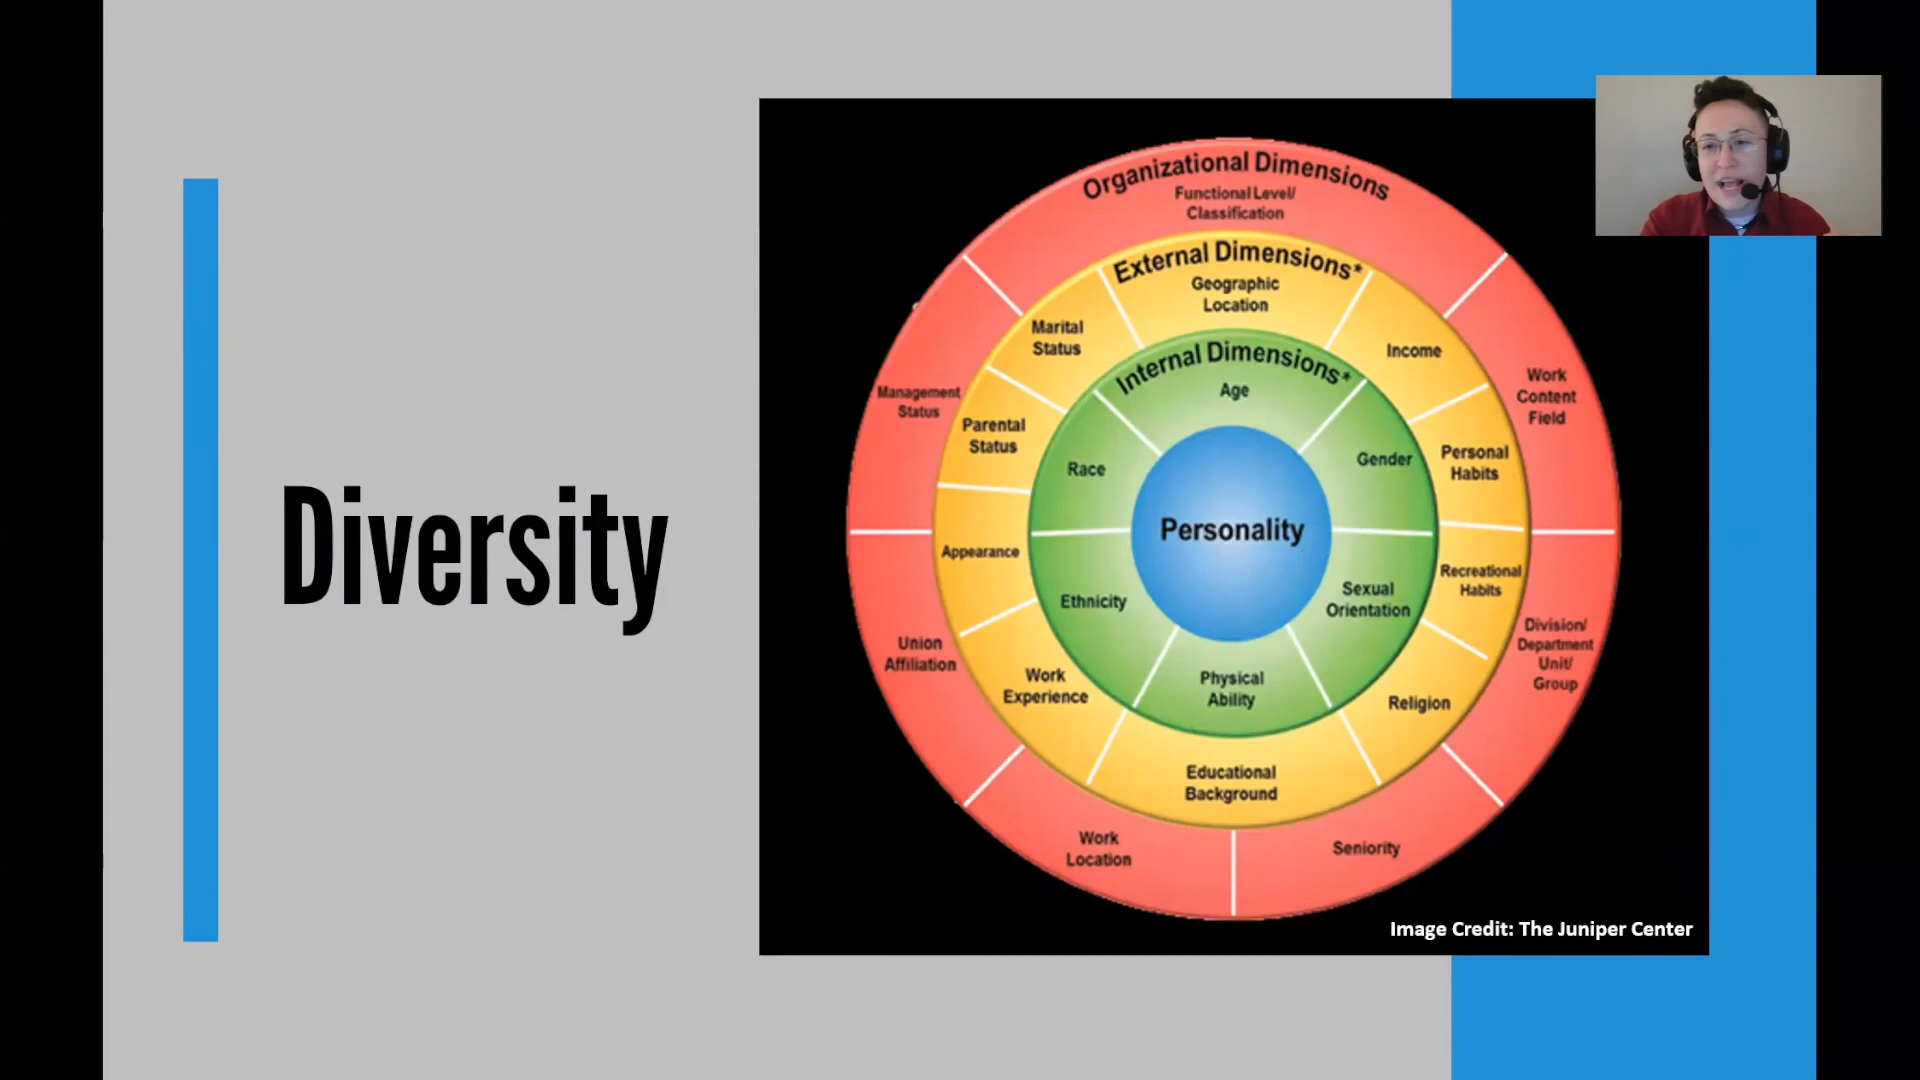 Diversity
Organizational Dimensions
Functional Level/
Classification
External Dimensions*
Geographic
Location
Marital
Status
Income
Internal Dimensions*
Age
Management
Status
Work
Content
Field
Parental
Status
Race
Gender
Personal
Habits
Personality
Appearance
Ethnicity
Sexual
Orientation
Recreational
Habits
Union
Affiliation
Division/
Department
Unit/
Group
Work
Experience
Physical
Ability
Religion
Educational
Background
Work
Location
Seniority
Image Credit: The Juniper Center